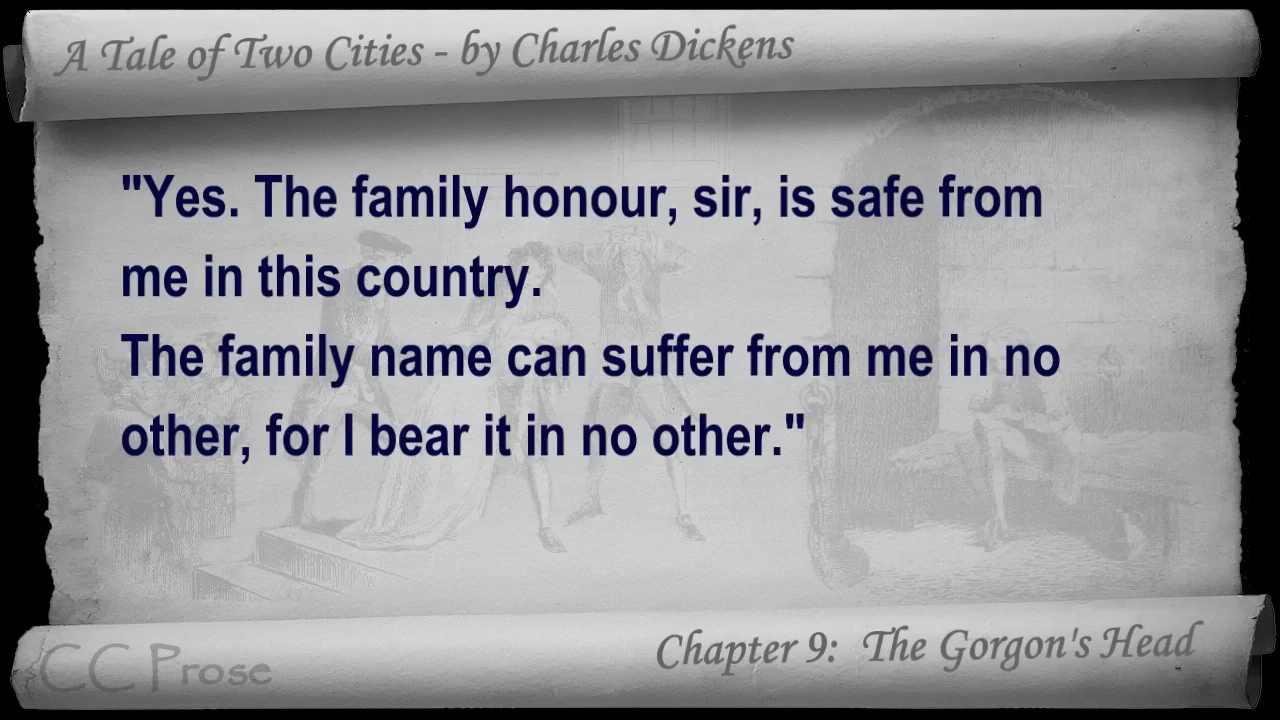 A Tale of Two Cities - by Charles Dickens
"Yes. The family honour, sir, is safe from
me in this country.
The family name can suffer from me in no
other, for I bear it in no other."
CC Prose
Chapter 9: The Gorgon's Head